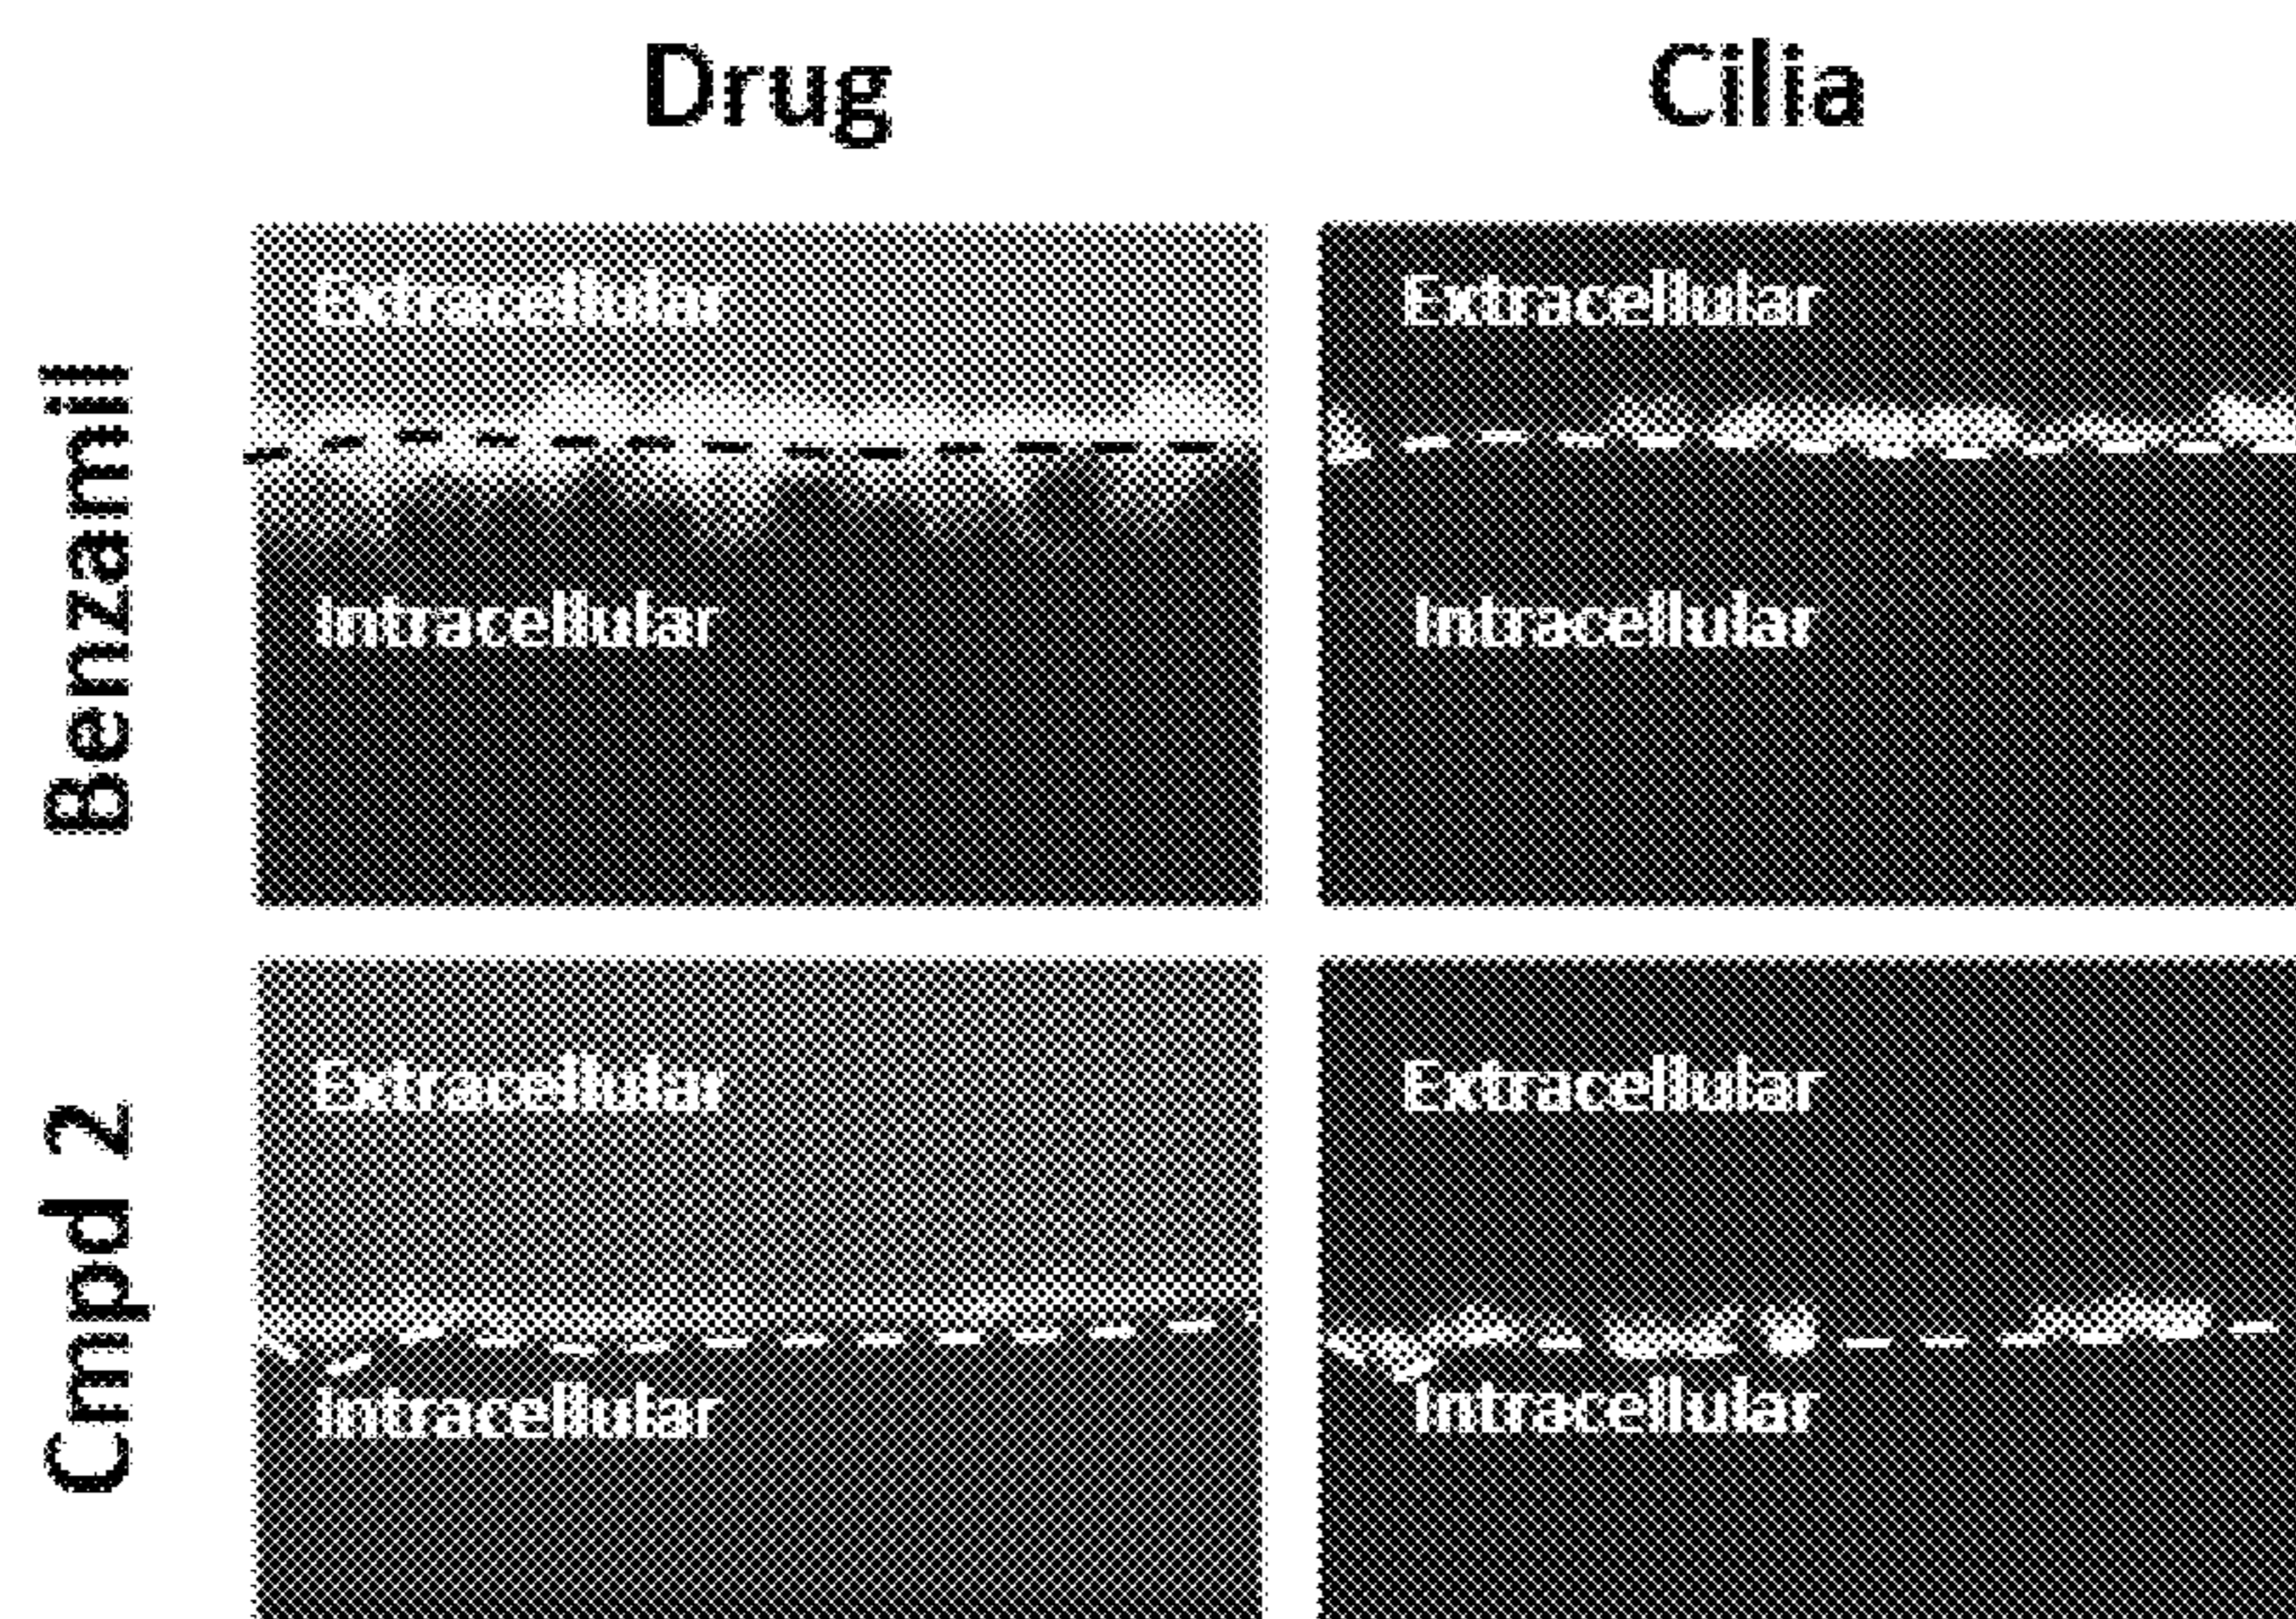 Drug
Cilia
Benzamil
Extracellular
Extracellular
Intracellular
Intracellular
Cmpd 2
Extracellular
Extracellular
Intracellular
Intracellular